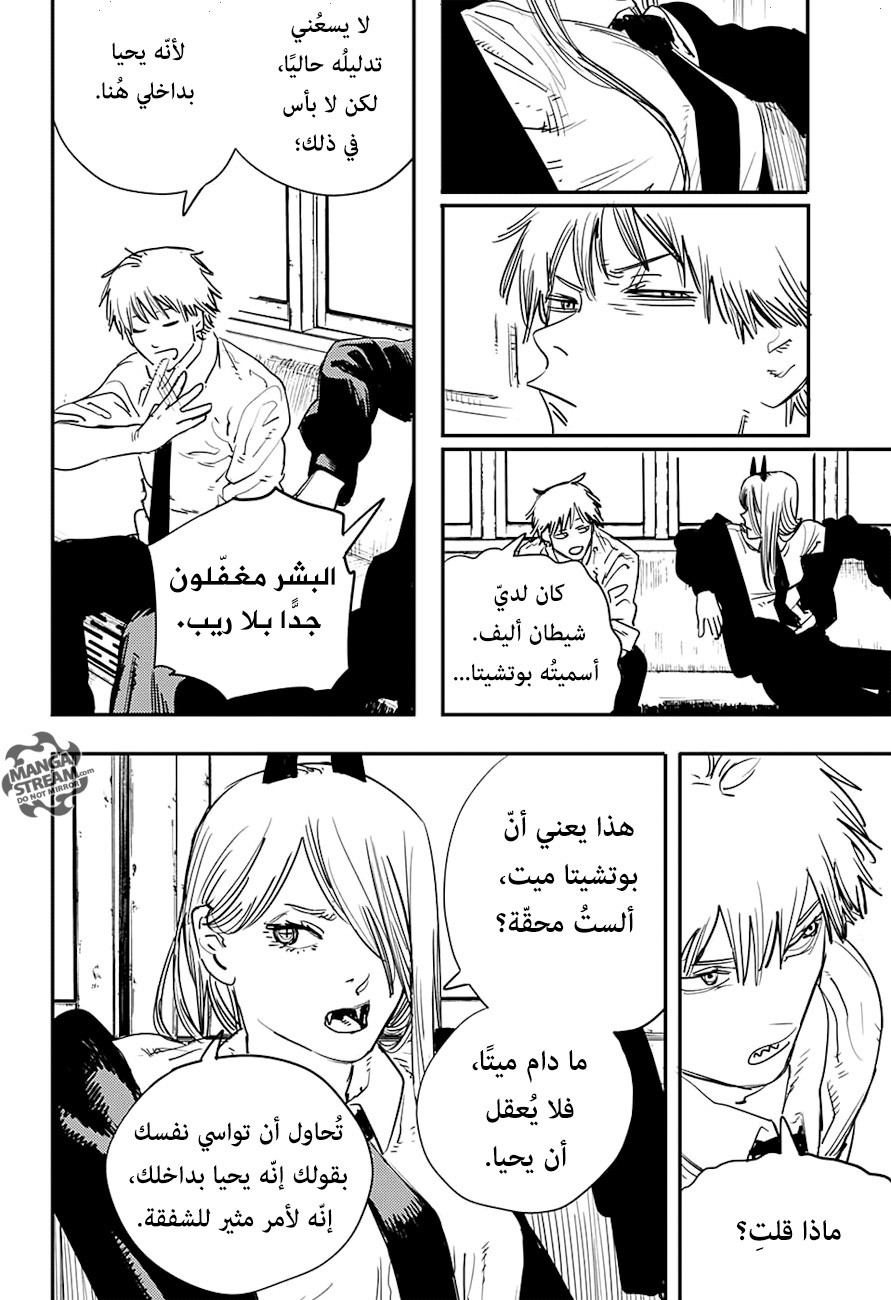 كان لديّ
شيطان أليف.
أسميتُه بوتشيتا...
لا يسعُني
تدليلُه حاليًا،
لكن لا بأس
في ذلك؛
لأنّه يحيا
بداخلي هُنا.
البشر مغفّلون
جدًّا بلا ريب.
ماذا قلتِ؟
هذا يعني أنّ
بوتشيتا ميت،
ألستُ محقّة؟
ما دام ميتًا،
فلا يُعقل
أن يحيا.
تُحاول أن تواسي نفسك
بقولك إنّه يحيا بداخلك،
إنّه لأمر مثير للشفقة.
MANGA
STREAM.com
DO NOT MIRROR!